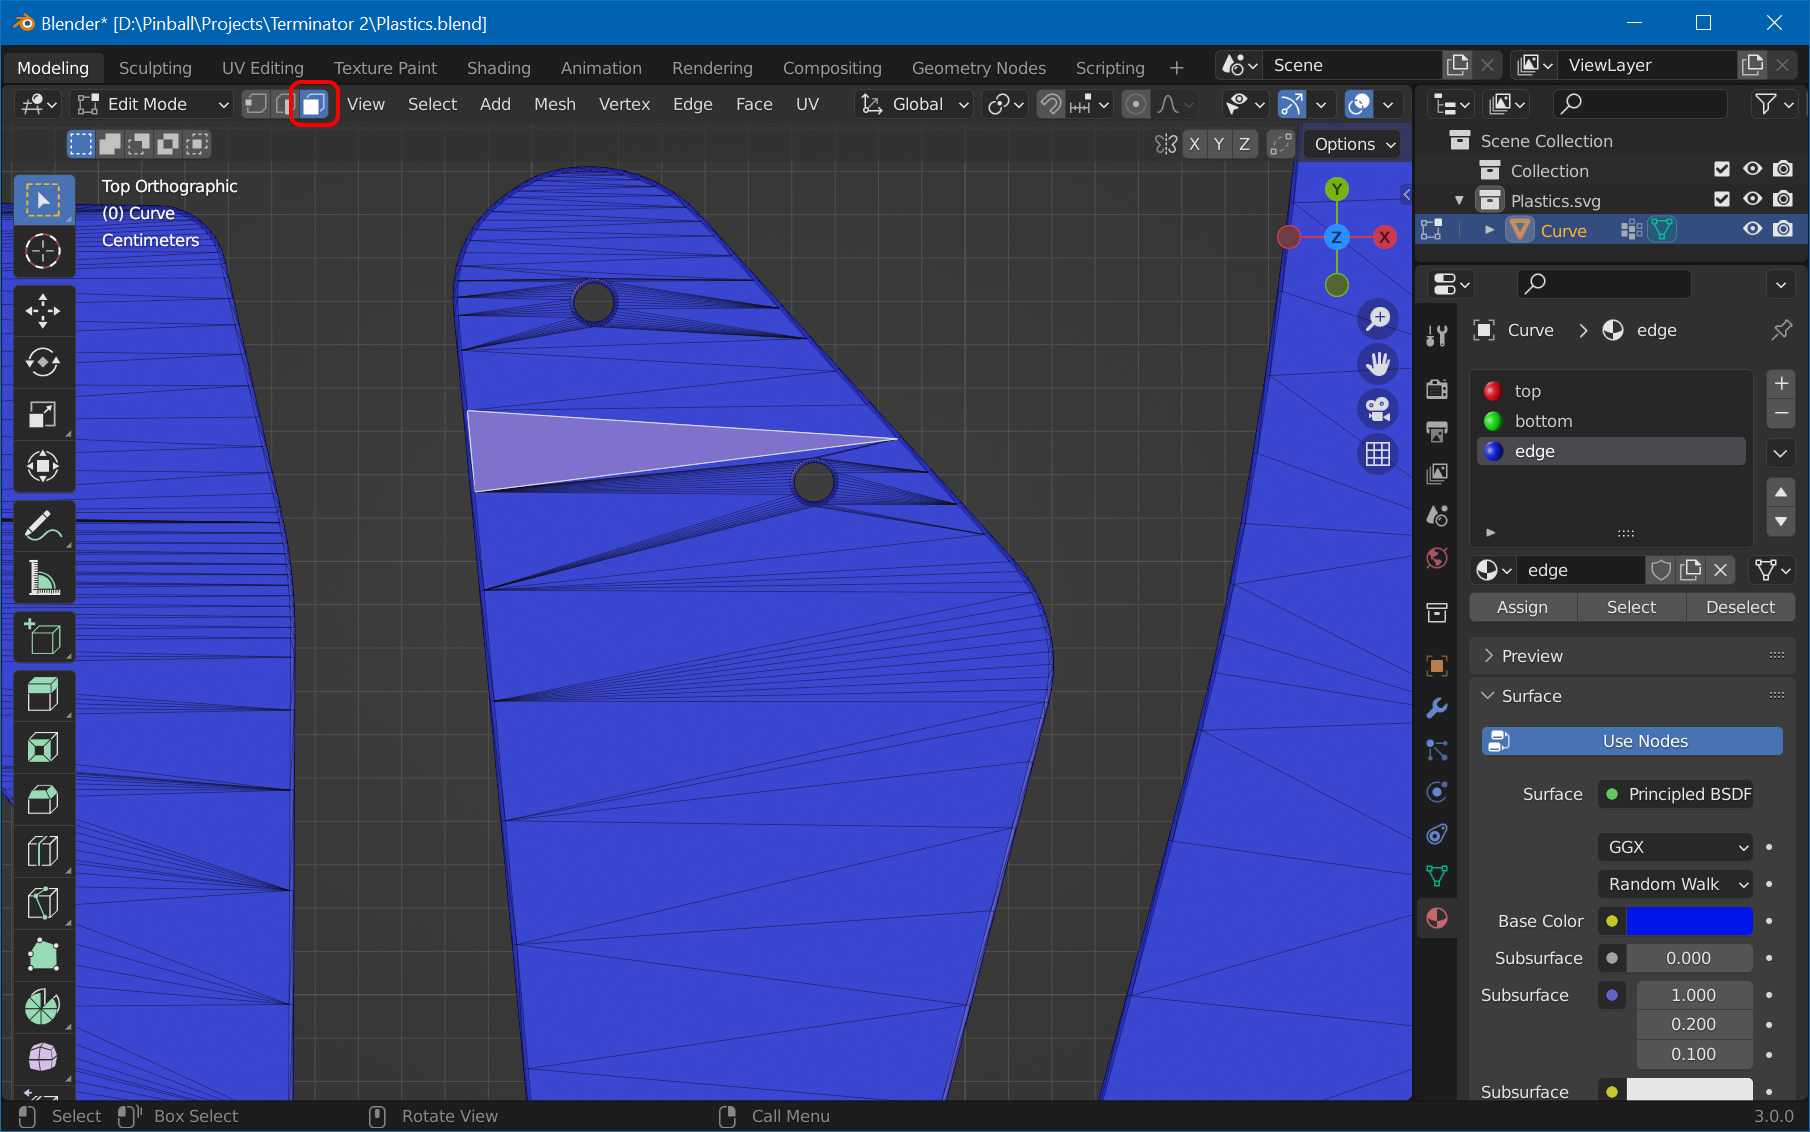 Blender* [D:\Pinball\Projects\Terminator 2\Plastics.blend]
Modeling Sculpting UV Editing Texture Paint Shading Animation Rendering Compositing Geometry Nodes Scripting + Scene ViewLayer
Edit Mode View Select Add Mesh Vertex Edge Face UV Global
X Y Z Options
Top Orthographic
(0) Curve
Centimeters
Y
X
Z
Scene Collection
Collection
Plastics.svg
Curve
Curve > edge
top
bottom
edge
edge
Assign Select Deselect
Preview
Surface
Use Nodes
Surface Principled BSDF
GGX
Random Walk
Base Color
Subsurface 0.000
Subsurface 1.000
0.200
0.100
Subsurface
Select Box Select Rotate View Call Menu 3.0.0